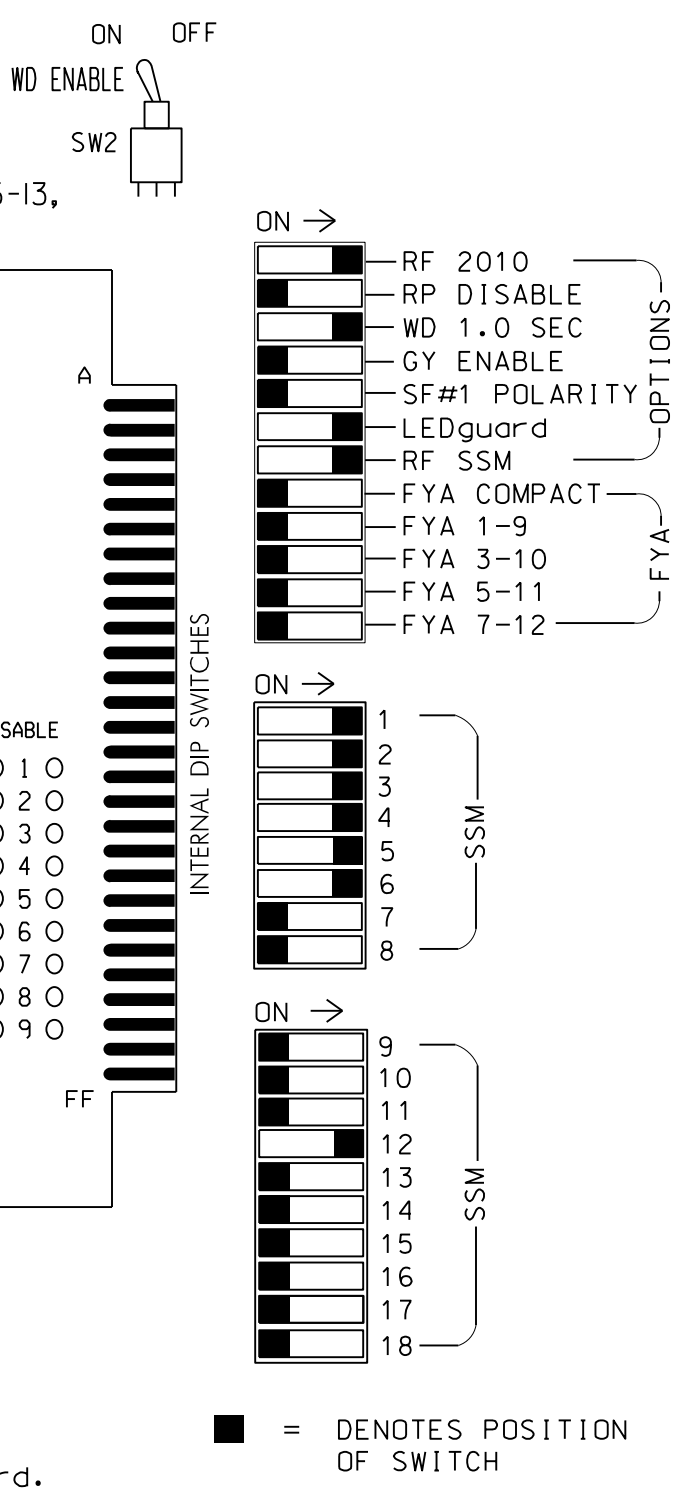 ON OFF
WD ENABLE
SW2
-13,
ON
RF 2010
RP DISABLE
WD 1.0 SEC
GY ENABLE
SF#1 POLARITY
LEDguard
RF SSM
OPTIONS
FYA COMPACT
FYA 1-9
FYA 3-10
FYA 5-11
FYA 7-12
FYA
A
INTERNAL DIP SWITCHES
FF
SABLE
1
2
3
4
5
6
7
8
9
ON
1
2
3
4
5
6
7
8
SSM
ON
9
10
11
12
13
14
15
16
17
18
SSM
= DENOTES POSITION
OF SWITCH
rd.